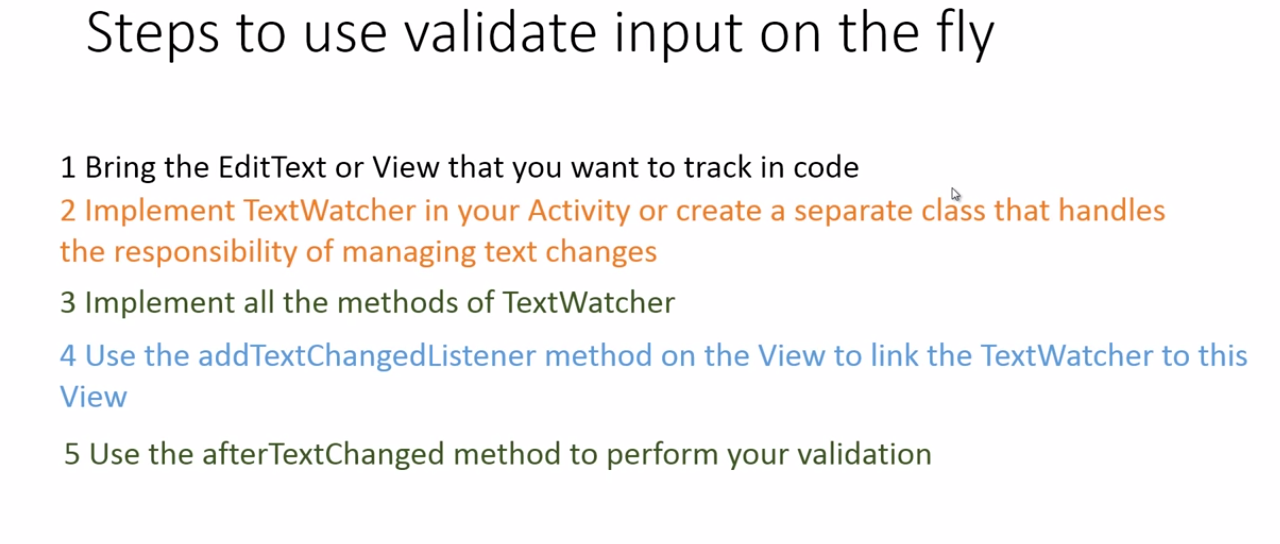 Steps to use validate input on the fly
1 Bring the EditText or View that you want to track in code
2 Implement TextWatcher in your Activity or create a separate class that handles
the responsibility of managing text changes
3 Implement all the methods of TextWatcher
4 Use the addTextChangedListener method on the View to link the TextWatcher to this
View
5 Use the afterTextChanged method to perform your validation